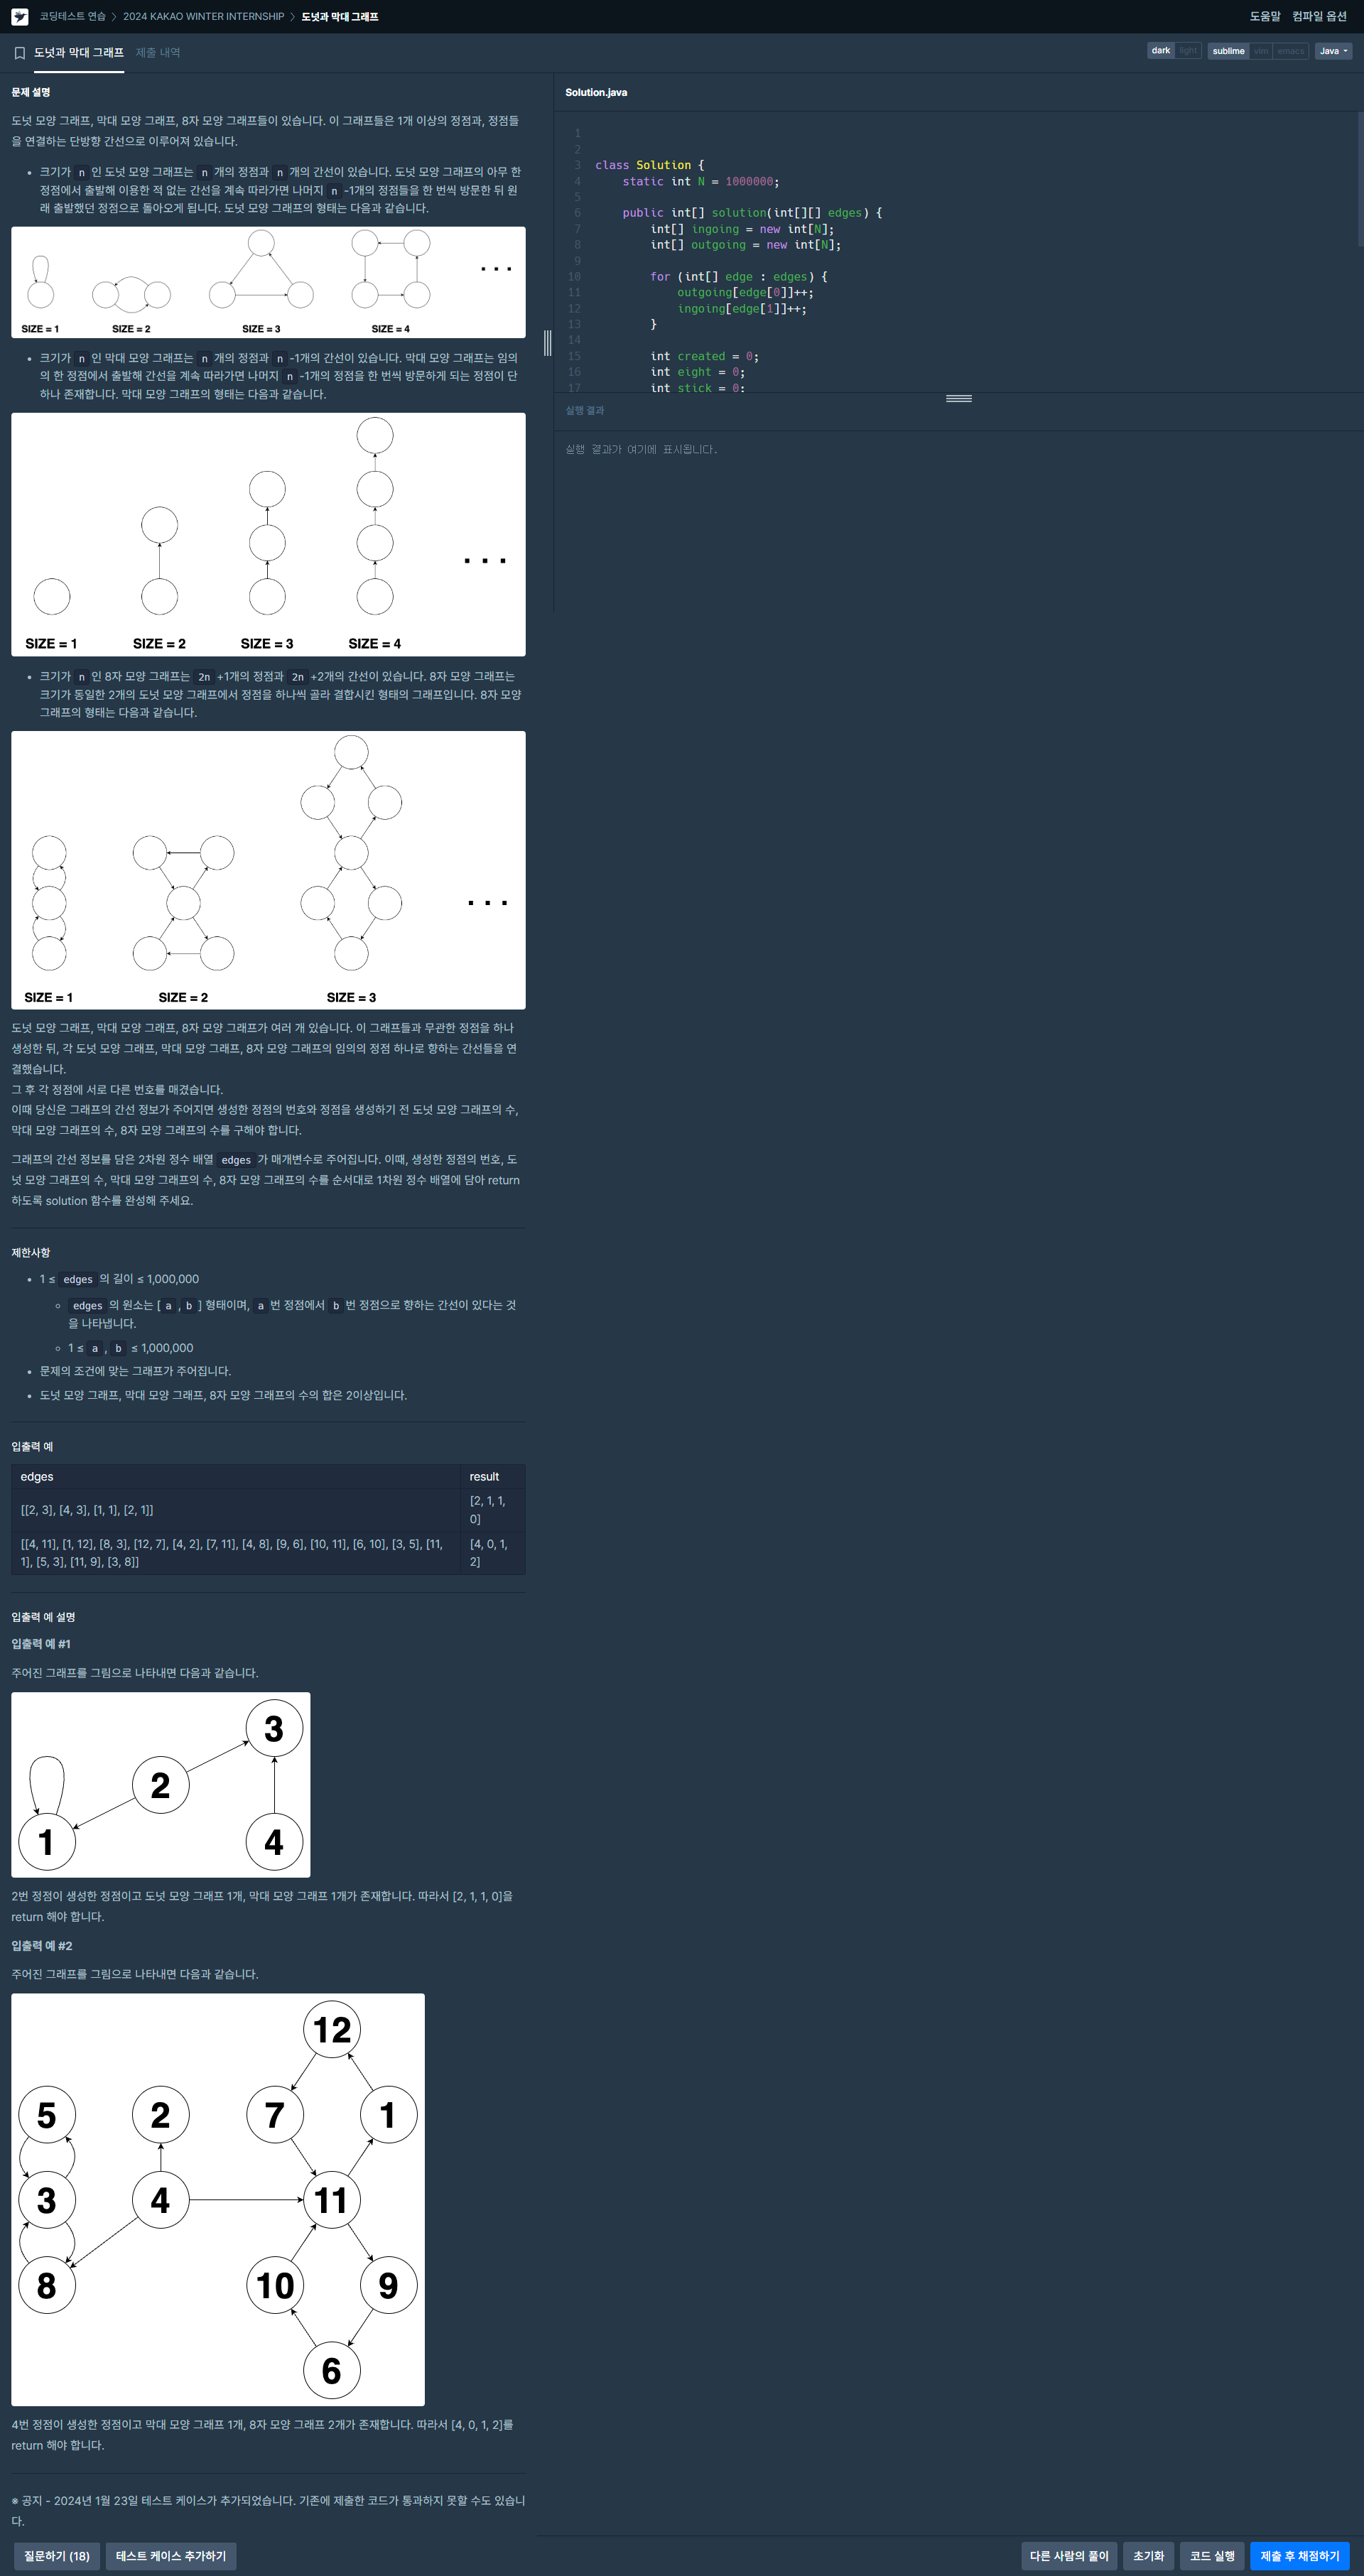 코딩테스트 연습 > 2024 KAKAO WINTER INTERNSHIP > 도넛과 막대 그래프
도움말 컴파일 옵션
도넛과 막대 그래프 제출 내역
dark light sublime vim emacs Java
문제 설명
도넛 모양 그래프, 막대 모양 그래프, 8자 모양 그래프들이 있습니다. 이 그래프들은 1개 이상의 정점과, 정점들
을 연결하는 단방향 간선으로 이루어져 있습니다.
• 크기가 n 인 도넛 모양 그래프는 n 개의 정점과 n 개의 간선이 있습니다. 도넛 모양 그래프의 아무 한
정점에서 출발해 이용한 적 없는 간선을 계속 따라가면 나머지 n -1개의 정점들을 한 번씩 방문한 뒤 원
래 출발했던 정점으로 돌아오게 됩니다. 도넛 모양 그래프의 형태는 다음과 같습니다.
SIZE = 1 SIZE = 2 SIZE = 3 SIZE = 4
• 크기가 n 인 막대 모양 그래프는 n 개의 정점과 n -1개의 간선이 있습니다. 막대 모양 그래프는 임의
의 한 정점에서 출발해 간선을 계속 따라가면 나머지 n -1개의 정점을 한 번씩 방문하게 되는 정점이 단
하나 존재합니다. 막대 모양 그래프의 형태는 다음과 같습니다.
SIZE = 1 SIZE = 2 SIZE = 3 SIZE = 4
• 크기가 n 인 8자 모양 그래프는 2n +1개의 정점과 2n +2개의 간선이 있습니다. 8자 모양 그래프는
크기가 동일한 2개의 도넛 모양 그래프에서 정점을 하나씩 골라 결합시킨 형태의 그래프입니다. 8자 모양
그래프의 형태는 다음과 같습니다.
SIZE = 1 SIZE = 2 SIZE = 3
도넛 모양 그래프, 막대 모양 그래프, 8자 모양 그래프가 여러 개 있습니다. 이 그래프들과 무관한 정점을 하나
생성한 뒤, 각 도넛 모양 그래프, 막대 모양 그래프, 8자 모양 그래프의 임의의 정점 하나로 향하는 간선들을 연
결했습니다.
그 후 각 정점에 서로 다른 번호를 매겼습니다.
이때 당신은 그래프의 간선 정보가 주어지면 생성한 정점의 번호와 정점을 생성하기 전 도넛 모양 그래프의 수,
막대 모양 그래프의 수, 8자 모양 그래프의 수를 구해야 합니다.
그래프의 간선 정보를 담은 2차원 정수 배열 edges 가 매개변수로 주어집니다. 이때, 생성한 정점의 번호, 도
넛 모양 그래프의 수, 막대 모양 그래프의 수, 8자 모양 그래프의 수를 순서대로 1차원 정수 배열에 담아 return
하도록 solution 함수를 완성해 주세요.
제한사항
• 1 ≤ edges 의 길이 ≤ 1,000,000
◦ edges 의 원소는 [ a , b ] 형태이며, a 번 정점에서 b 번 정점으로 향하는 간선이 있다는 것
을 나타냅니다.
◦ 1 ≤ a , b ≤ 1,000,000
• 문제의 조건에 맞는 그래프가 주어집니다.
• 도넛 모양 그래프, 막대 모양 그래프, 8자 모양 그래프의 수의 합은 2이상입니다.
입출력 예
edges result
[[2, 3], [4, 3], [1, 1], [2, 1]] [2, 1, 1,
0]
[[4, 11], [1, 12], [8, 3], [12, 7], [4, 2], [7, 11], [4, 8], [9, 6], [10, 11], [6, 10], [3, 5], [11, [4, 0, 1,
1], [5, 3], [11, 9], [3, 8]] 2]
입출력 예 설명
입출력 예 #1
주어진 그래프를 그림으로 나타내면 다음과 같습니다.
3
2
1 4
2번 정점이 생성한 정점이고 도넛 모양 그래프 1개, 막대 모양 그래프 1개가 존재합니다. 따라서 [2, 1, 1, 0]을
return 해야 합니다.
입출력 예 #2
주어진 그래프를 그림으로 나타내면 다음과 같습니다.
12
5 2 7 1
3 4 11
8 10 9
6
4번 정점이 생성한 정점이고 막대 모양 그래프 1개, 8자 모양 그래프 2개가 존재합니다. 따라서 [4, 0, 1, 2]를
return 해야 합니다.
※ 공지 - 2024년 1월 23일 테스트 케이스가 추가되었습니다. 기존에 제출한 코드가 통과하지 못할 수도 있습니
다.
Solution.java
1
2
3 class Solution {
4 static int N = 1000000;
5
6 public int[] solution(int[][] edges) {
7 int[] ingoing = new int[N];
8 int[] outgoing = new int[N];
9
10 for (int[] edge : edges) {
11 outgoing[edge[0]]++;
12 ingoing[edge[1]]++;
13 }
14
15 int created = 0;
16 int eight = 0;
17 int stick = 0;
실행 결과
실행 결과가 여기에 표시됩니다.
질문하기 (18) 테스트 케이스 추가하기 다른 사람의 풀이 초기화 코드 실행 제출 후 채점하기